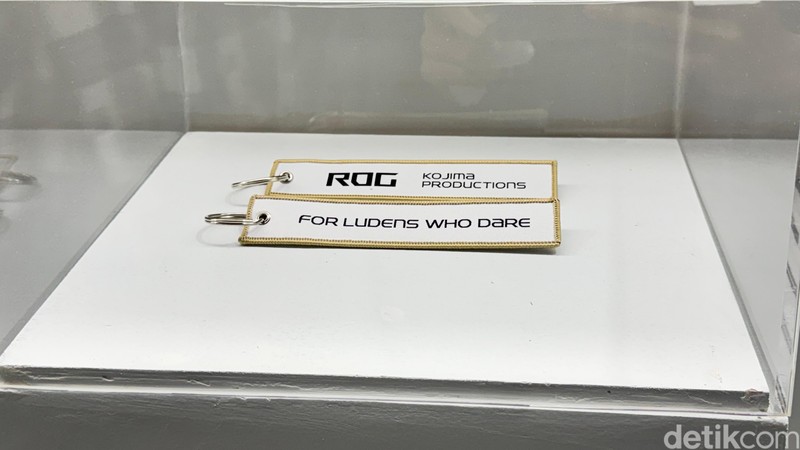 ROG KOJIMA PRODUCTIONS
FOR LUDENS WHO DARE
detikcom